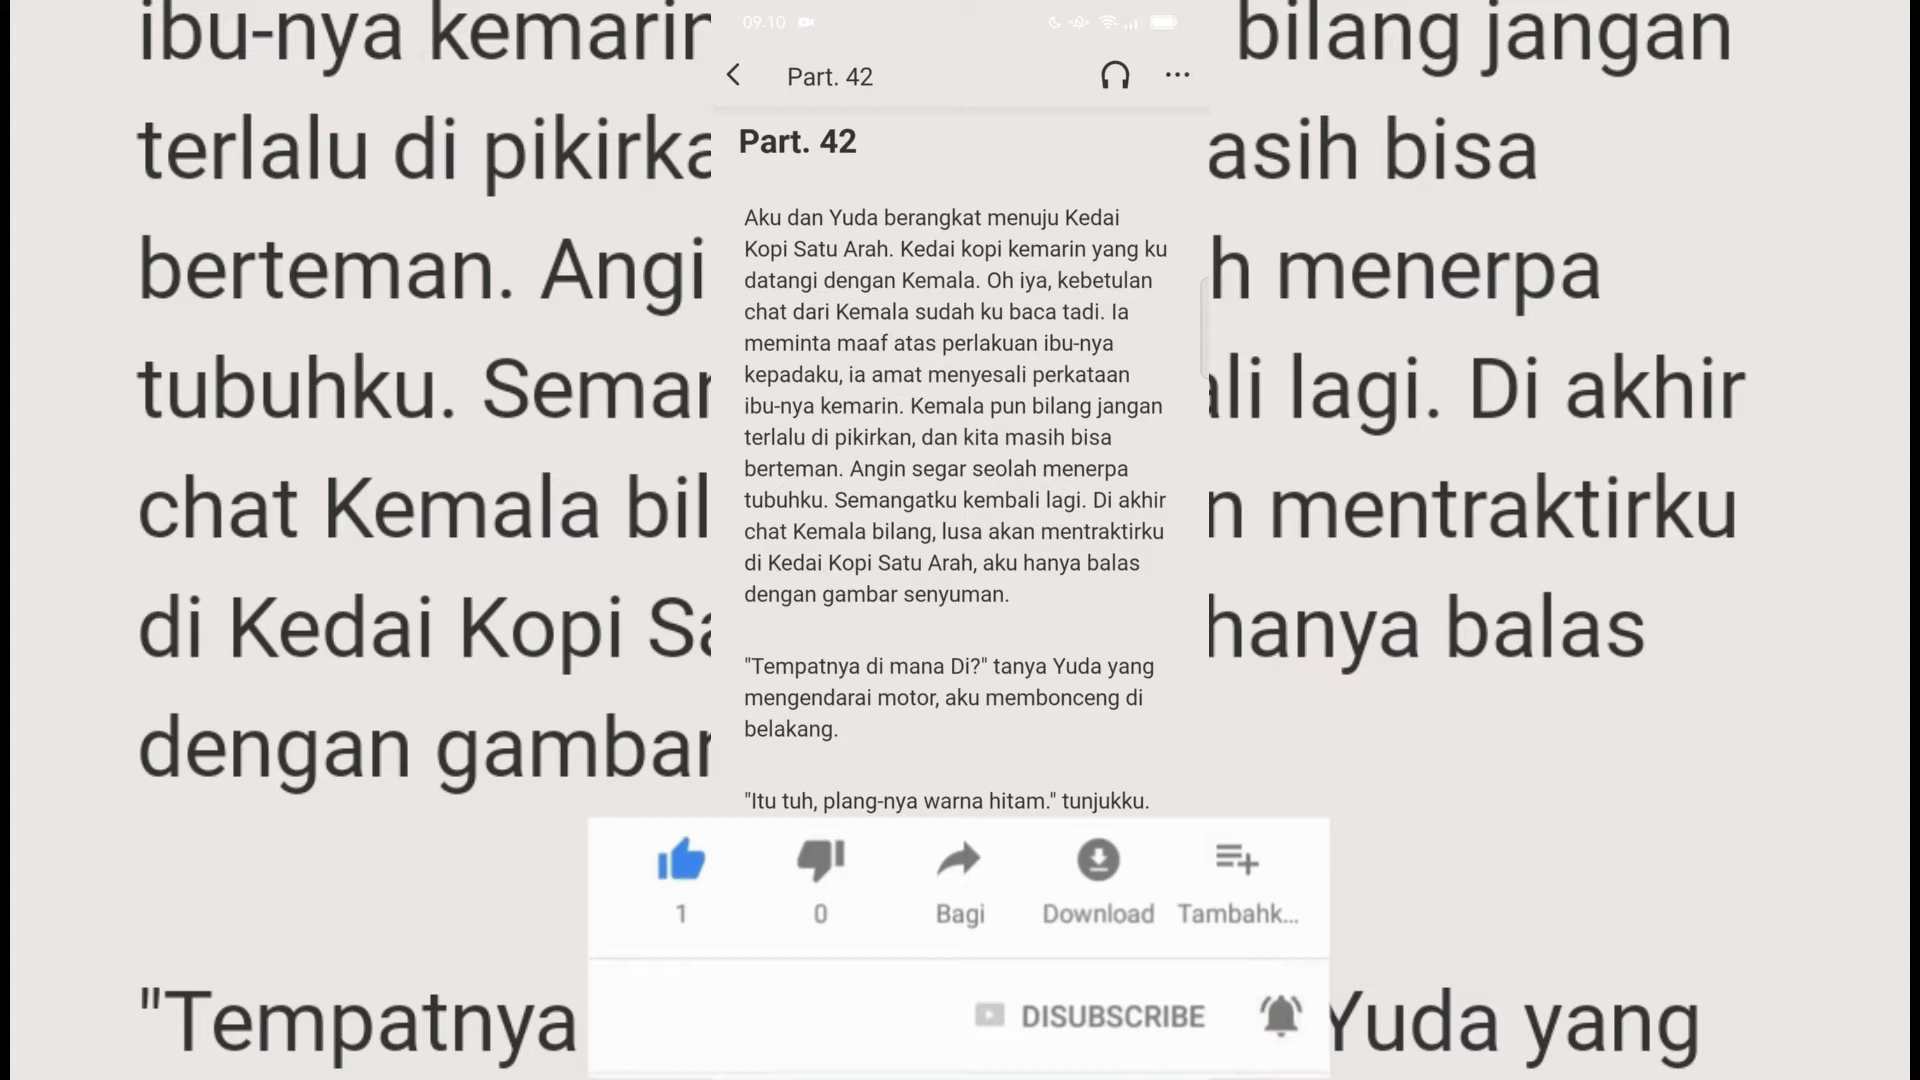 09.10
Part. 42
Part. 42
Aku dan Yuda berangkat menuju Kedai
Kopi Satu Arah. Kedai kopi kemarin yang ku
datangi dengan Kemala. Oh iya, kebetulan
chat dari Kemala sudah ku baca tadi. Ia
meminta maaf atas perlakuan ibu-nya
kepadaku, ia amat menyesali perkataan
ibu-nya kemarin. Kemala pun bilang jangan
terlalu di pikirkan, dan kita masih bisa
berteman. Angin segar seolah menerpa
tubuhku. Semangatku kembali lagi. Di akhir
chat Kemala bilang, lusa akan mentraktirku
di Kedai Kopi Satu Arah, aku hanya balas
dengan gambar senyuman.
"Tempatnya di mana Di?" tanya Yuda yang
mengendarai motor, aku membonceng di
belakang.
"Itu tuh, plang-nya warna hitam." tunjukku.
1
0
Bagi
Download
Tambahk...
DISUBSCRIBE
ibu-nya kemarin bilang jangan
terlalu di pikirka asih bisa
berteman. Angi h menerpa
tubuhku. Seman ali lagi. Di akhir
chat Kemala bil n mentraktirku
di Kedai Kopi Sa hanya balas
dengan gambar
"Tempatnya Yuda yang